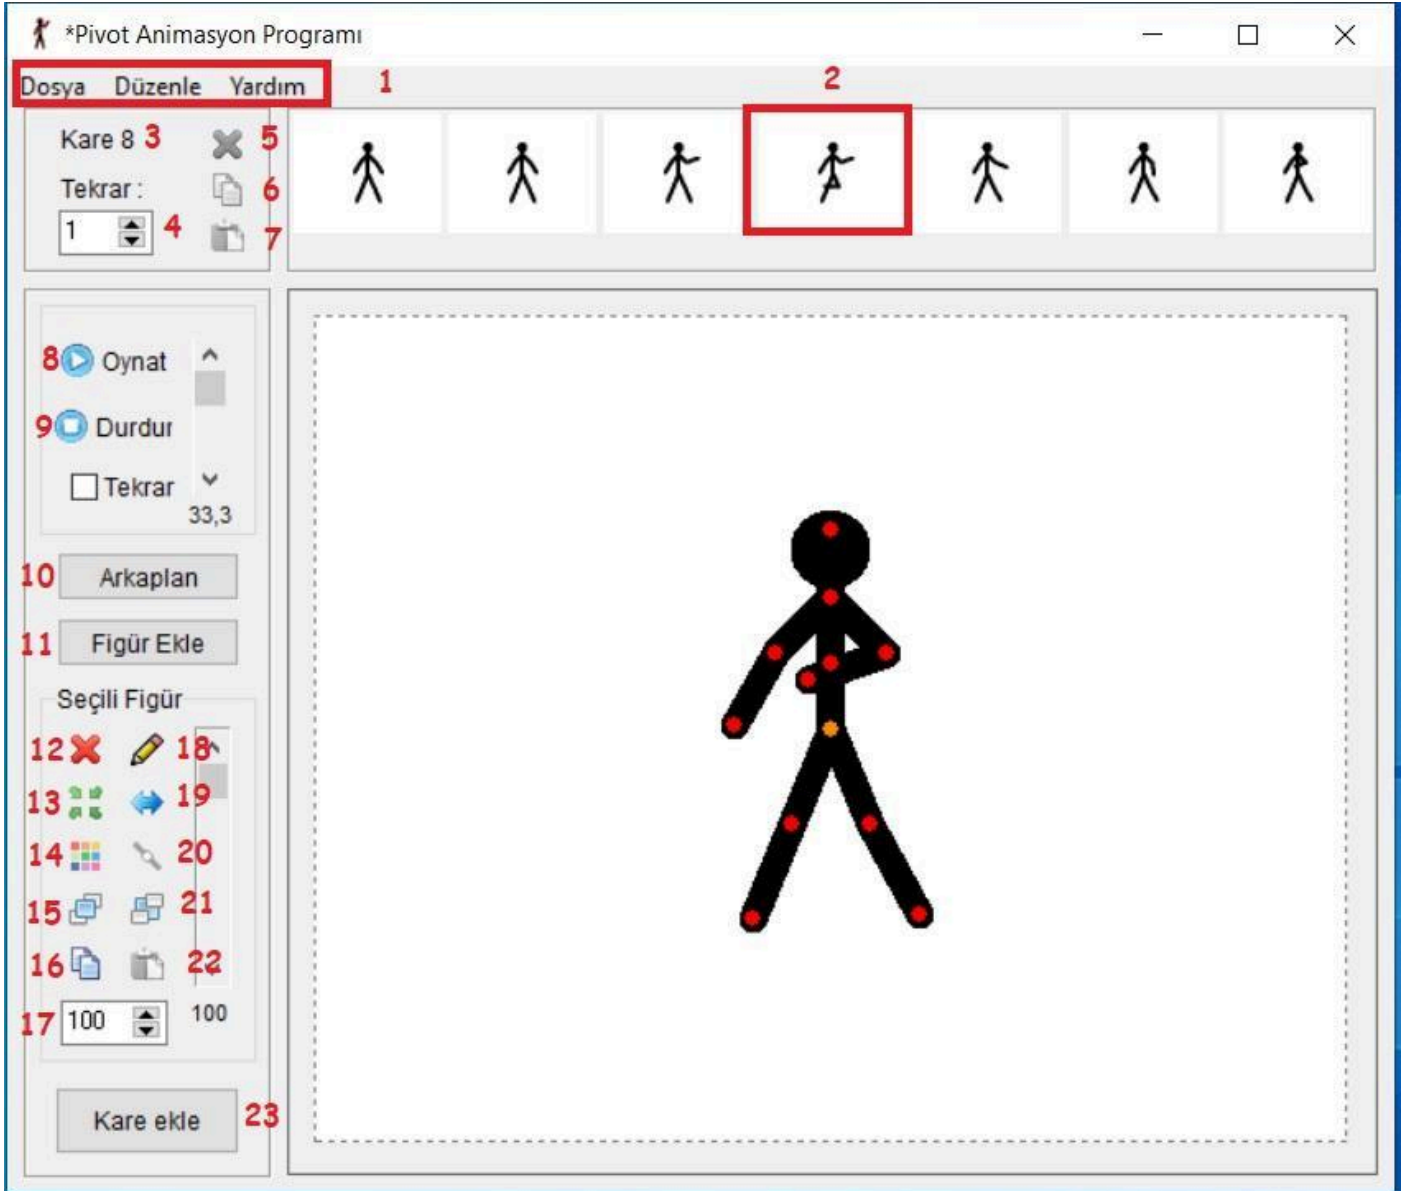 *Pivot Animasyon Programı
Dosya Düzenle Yardım 1 2
Kare 8 3 5
Tekrar : 6
1 4 7
8 Oynat
9 Durdur
Tekrar
33,3
10 Arkaplan
11 Figür Ekle
Seçili Figür
12 18
13 19
14 20
15 21
16 22
17 100 100
Kare ekle 23